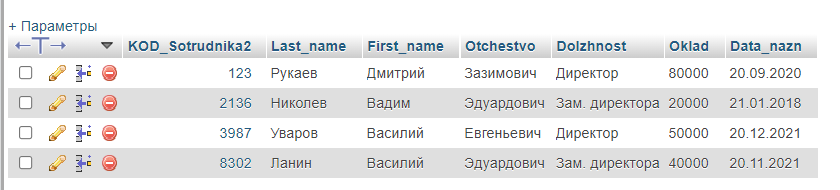 + Параметры
←T→ KOD_Sotrudnika2 Last_name First_name Otchestvo Dolzhnost Oklad Data_nazn
123 Рукаев Дмитрий Зазимович Директор 80000 20.09.2020
2136 Николев Вадим Эдуардович Зам. директора 20000 21.01.2018
3987 Уваров Василий Евгеньевич Директор 50000 20.12.2021
8302 Ланин Василий Эдуардович Зам. директора 40000 20.11.2021